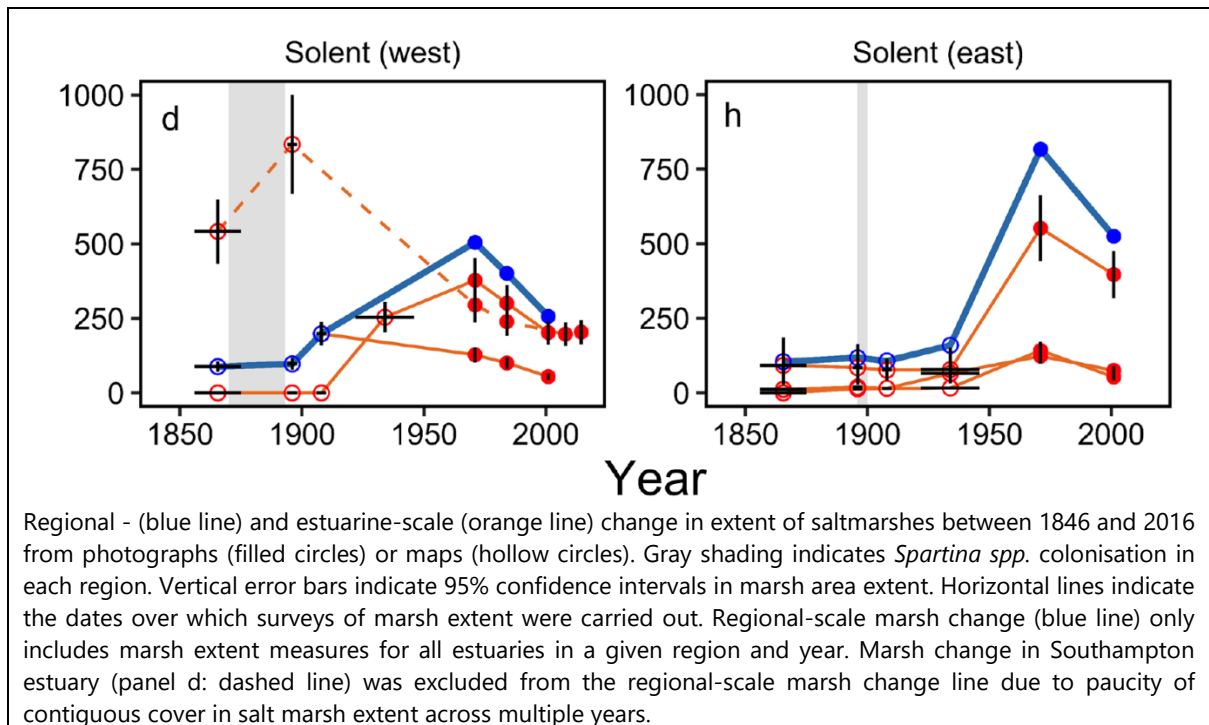 Solent (west)
Solent (east)
1000
750
500
250
0
d
1850
1900
1950
2000
1000
750
500
250
0
h
1850
1900
1950
2000
Year
Regional - (blue line) and estuarine-scale (orange line) change in extent of saltmarshes between 1846 and 2016
from photographs (filled circles) or maps (hollow circles). Gray shading indicates Spartina spp. colonisation in
each region. Vertical error bars indicate 95% confidence intervals in marsh area extent. Horizontal lines indicate
the dates over which surveys of marsh extent were carried out. Regional-scale marsh change (blue line) only
includes marsh extent measures for all estuaries in a given region and year. Marsh change in Southampton
estuary (panel d: dashed line) was excluded from the regional-scale marsh change line due to paucity of
contiguous cover in salt marsh extent across multiple years.